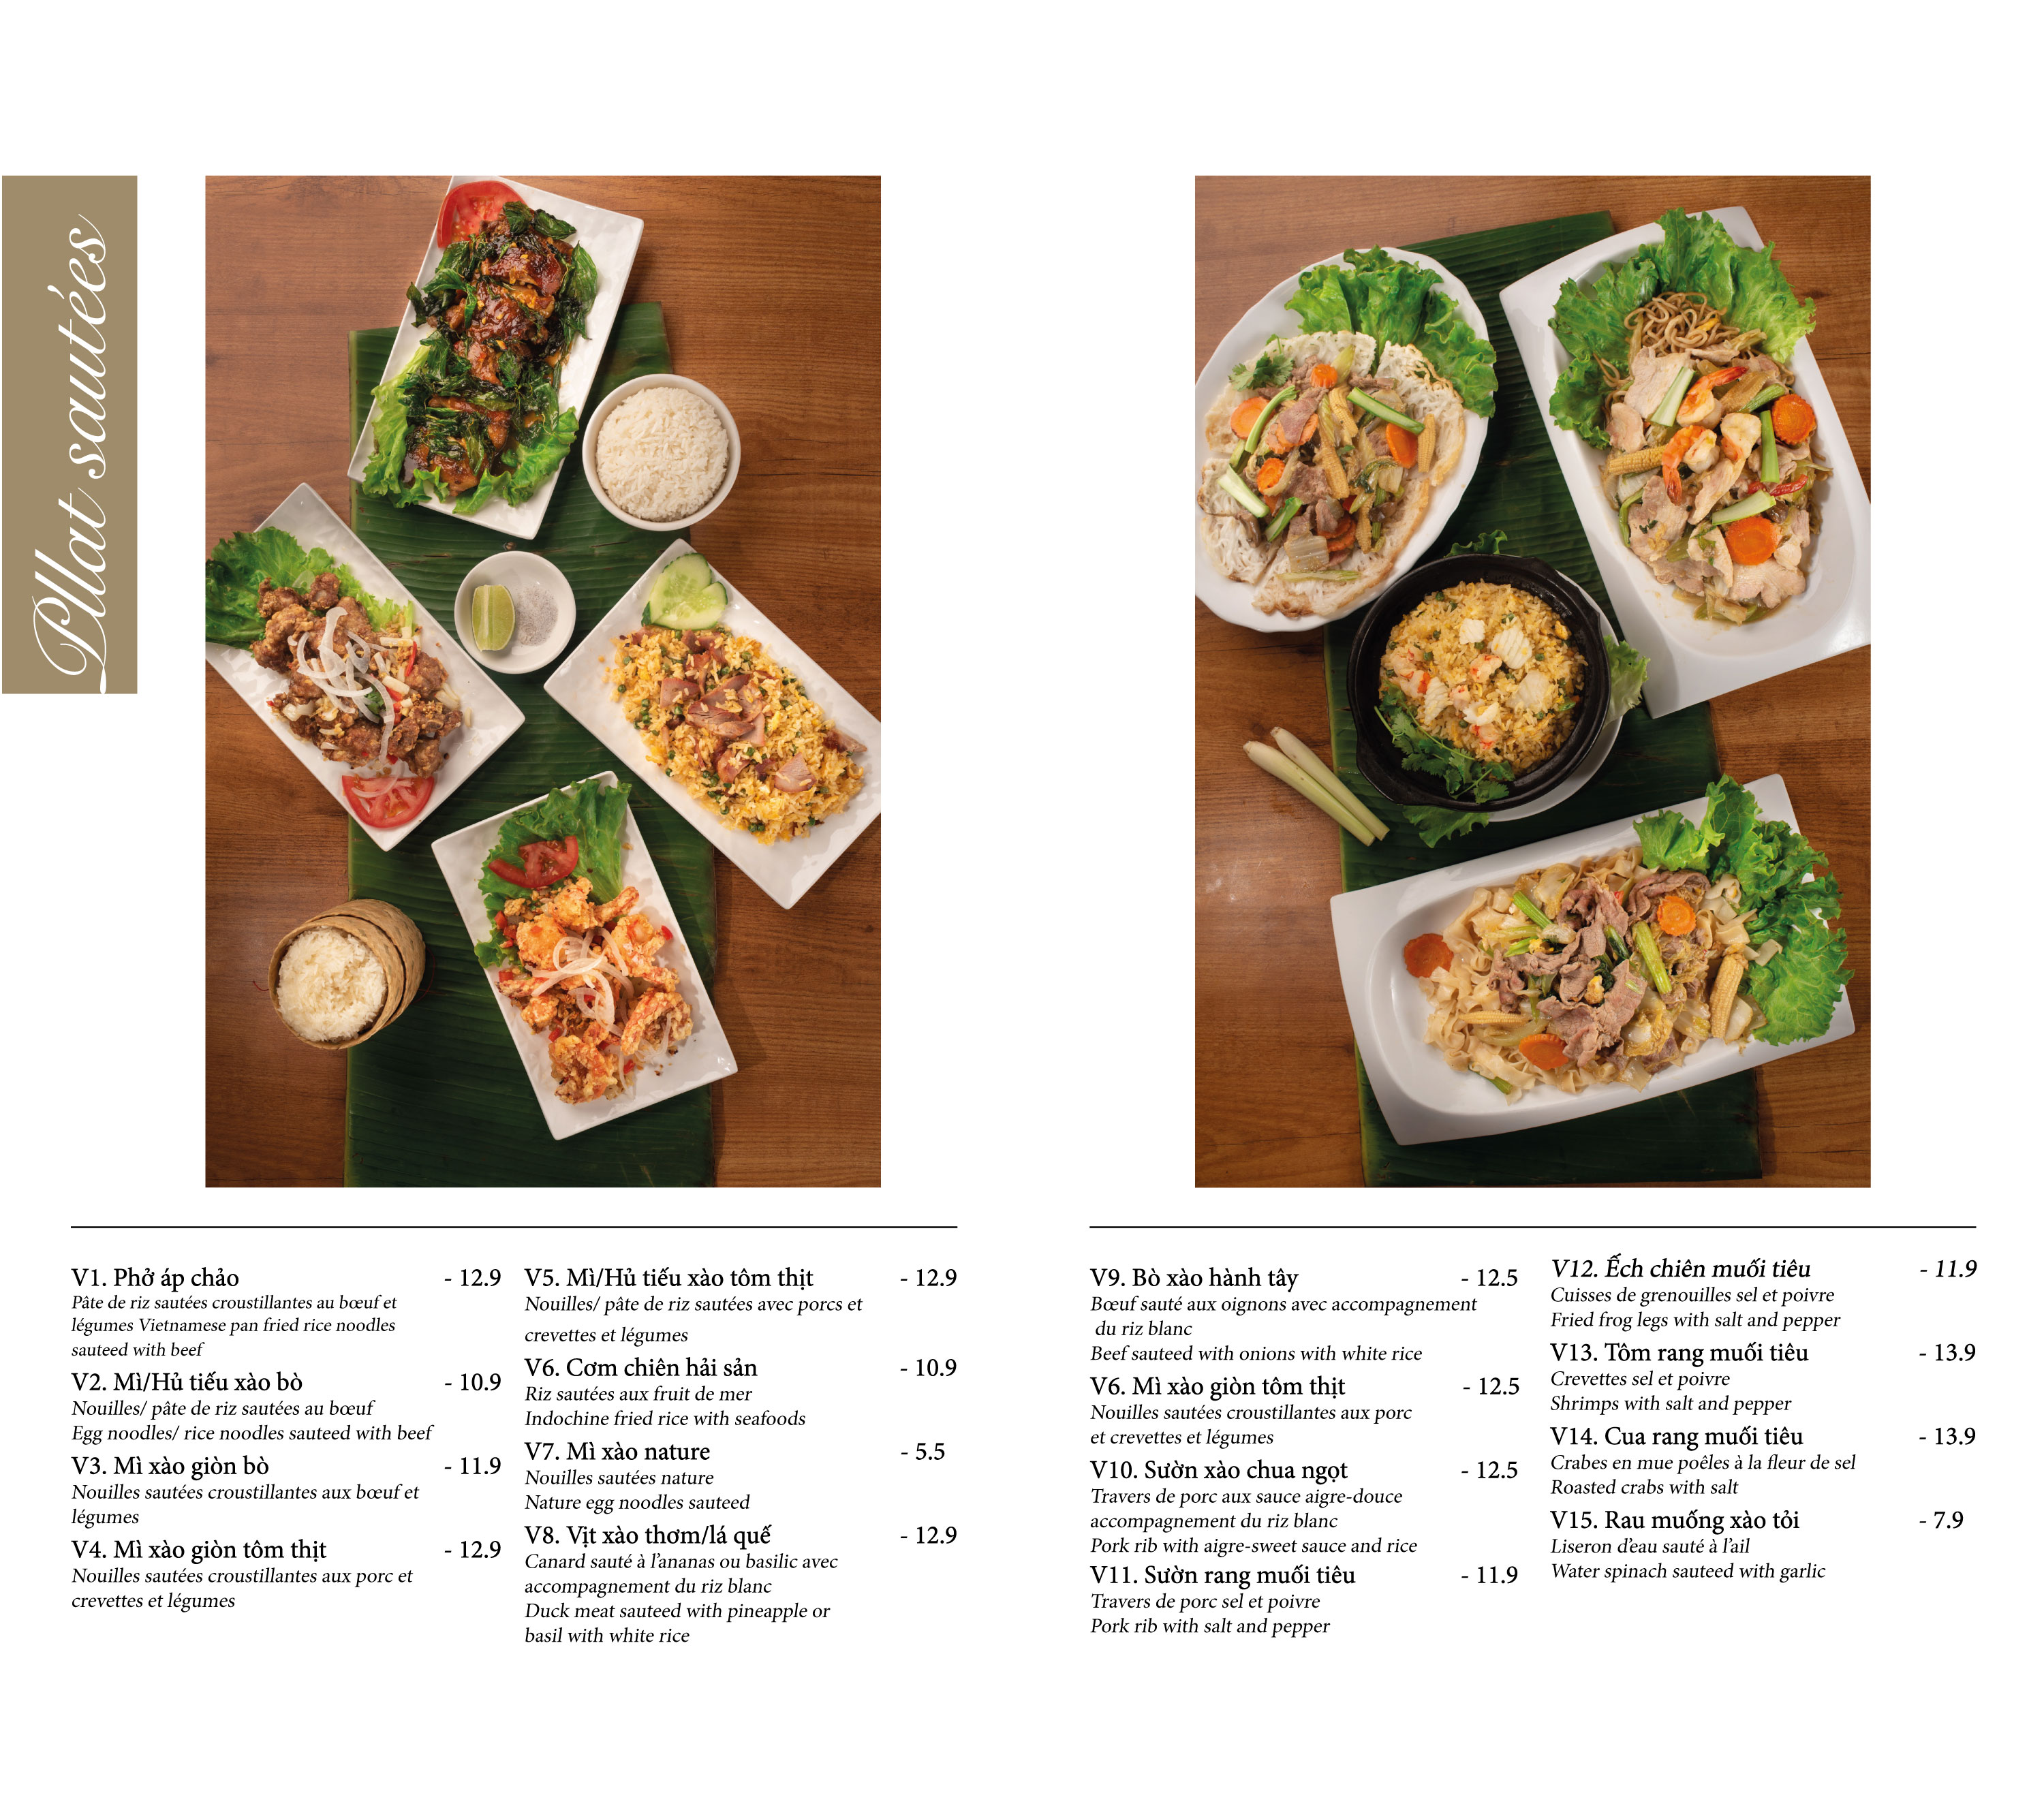 Pllat sautées
V1. Phở áp chảo - 12.9
Pâte de riz sautées croustillantes au bœuf et
légumes Vietnamese pan fried rice noodles
sauteed with beef
V2. Mì/Hủ tiếu xào bò - 10.9
Nouilles/ pâte de riz sautées au bœuf
Egg noodles/ rice noodles sauteed with beef
V3. Mì xào giòn bò - 11.9
Nouilles sautées croustillantes aux bœuf et
légumes
V4. Mì xào giòn tôm thịt - 12.9
Nouilles sautées croustillantes aux porc et
crevettes et légumes
V5. Mì/Hủ tiếu xào tôm thịt - 12.9
Nouilles/ pâte de riz sautées avec porcs et
crevettes et légumes
V6. Cơm chiên hải sản - 10.9
Riz sautées aux fruit de mer
Indochine fried rice with seafoods
V7. Mì xào nature - 5.5
Nouilles sautées nature
Nature egg noodles sauteed
V8. Vịt xào thơm/lá quế - 12.9
Canard sauté à l'ananas ou basilic avec
accompagnement du riz blanc
Duck meat sauteed with pineapple or
basil with white rice
V9. Bò xào hành tây - 12.5
Bœuf sauté aux oignons avec accompagnement
du riz blanc
Beef sauteed with onions with white rice
V6. Mì xào giòn tôm thịt - 12.5
Nouilles sautées croustillantes aux porc
et crevettes et légumes
V10. Sườn xào chua ngọt - 12.5
Travers de porc aux sauce aigre-douce
accompagnement du riz blanc
Pork rib with aigre-sweet sauce and rice
V11. Sườn rang muối tiêu - 11.9
Travers de porc sel et poivre
Pork rib with salt and pepper
V12. Ếch chiên muối tiêu - 11.9
Cuisses de grenouilles sel et poivre
Fried frog legs with salt and pepper
V13. Tôm rang muối tiêu - 13.9
Crevettes sel et poivre
Shrimps with salt and pepper
V14. Cua rang muối tiêu - 13.9
Crabes en mue poêles à la fleur de sel
Roasted crabs with salt
V15. Rau muống xào tỏi - 7.9
Liseron d'eau sauté à l'ail
Water spinach sauteed with garlic